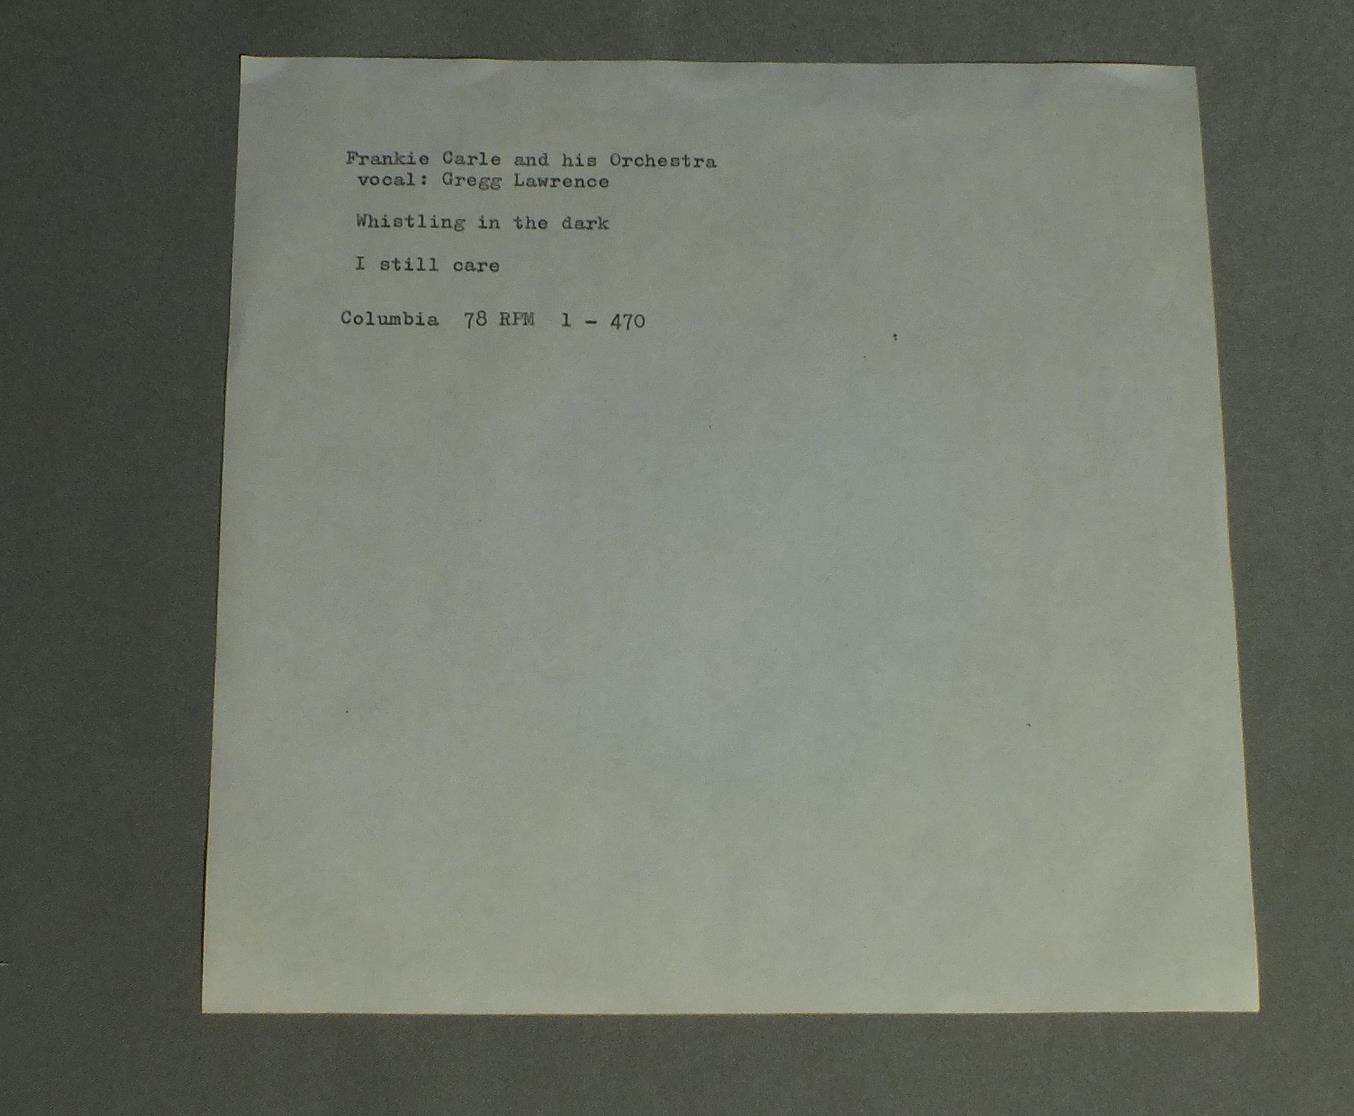 Frankie Carle and his Orchestra
vocal: Gregg Lawrence
Whistling in the dark
I still care
Columbia 78 RPM 1 - 470